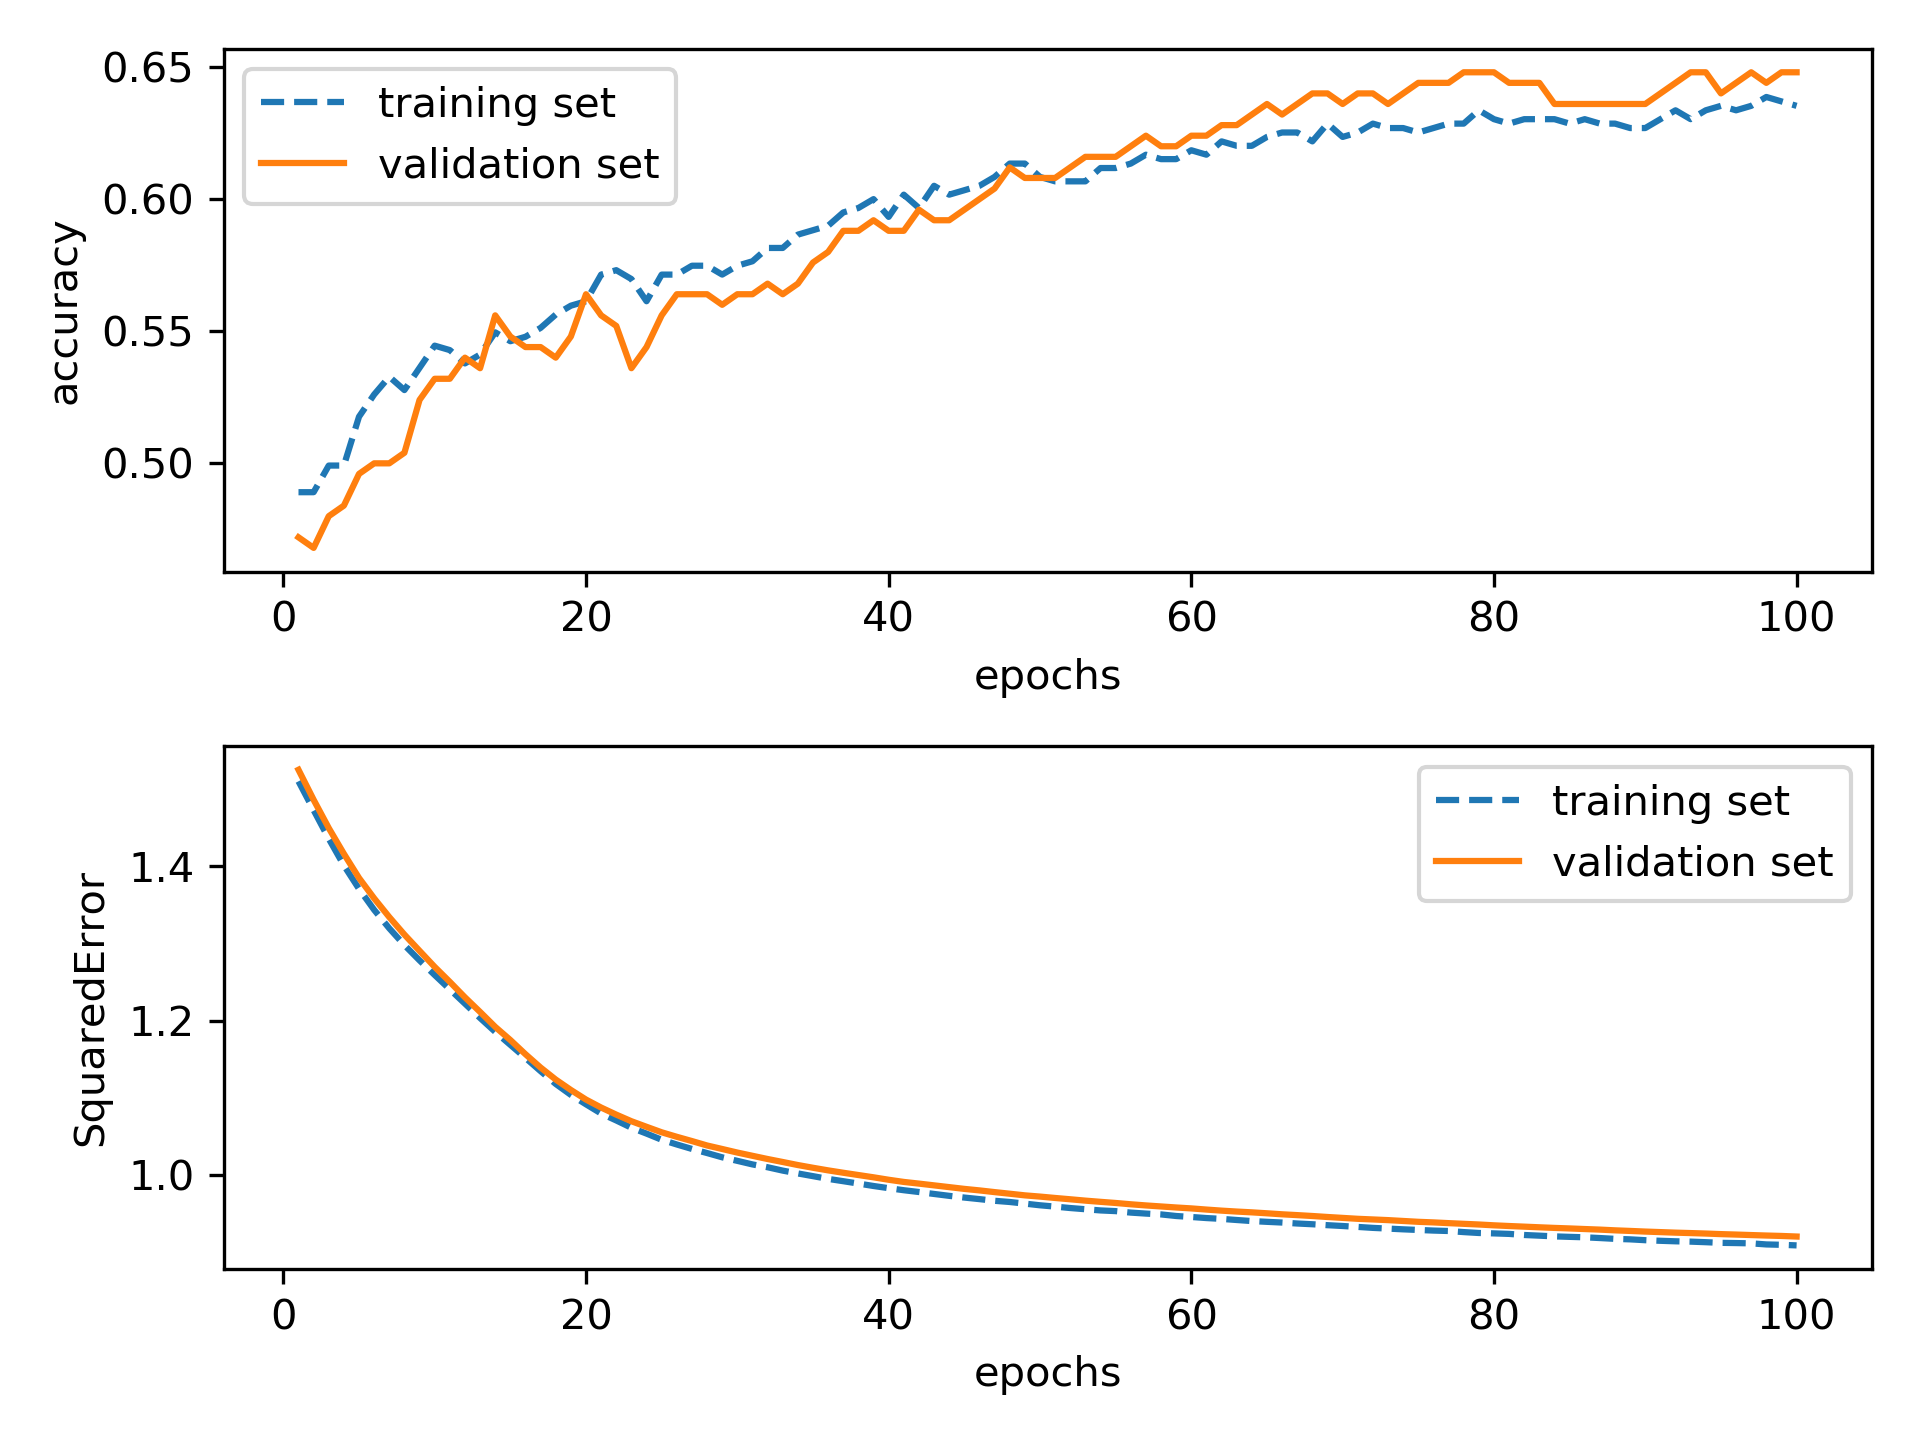 0.65
0.60
0.55
0.50
accuracy
training set
validation set
0 20 40 60 80 100
epochs
1.4
1.2
1.0
SquaredError
training set
validation set
0 20 40 60 80 100
epochs